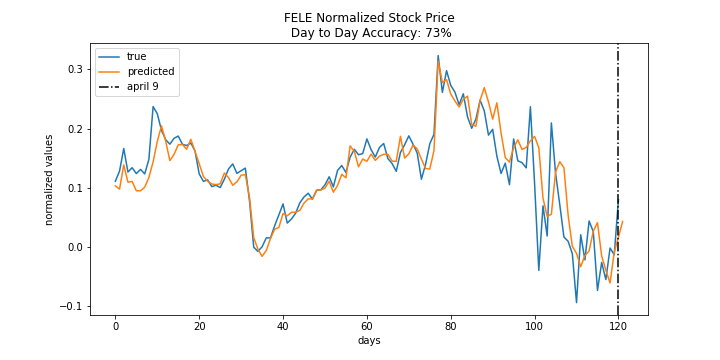 FELE Normalized Stock Price
Day to Day Accuracy: 73%
true
predicted
april 9
normalized values
0.3
0.2
0.1
0.0
−0.1
0 20 40 60 80 100 120
days